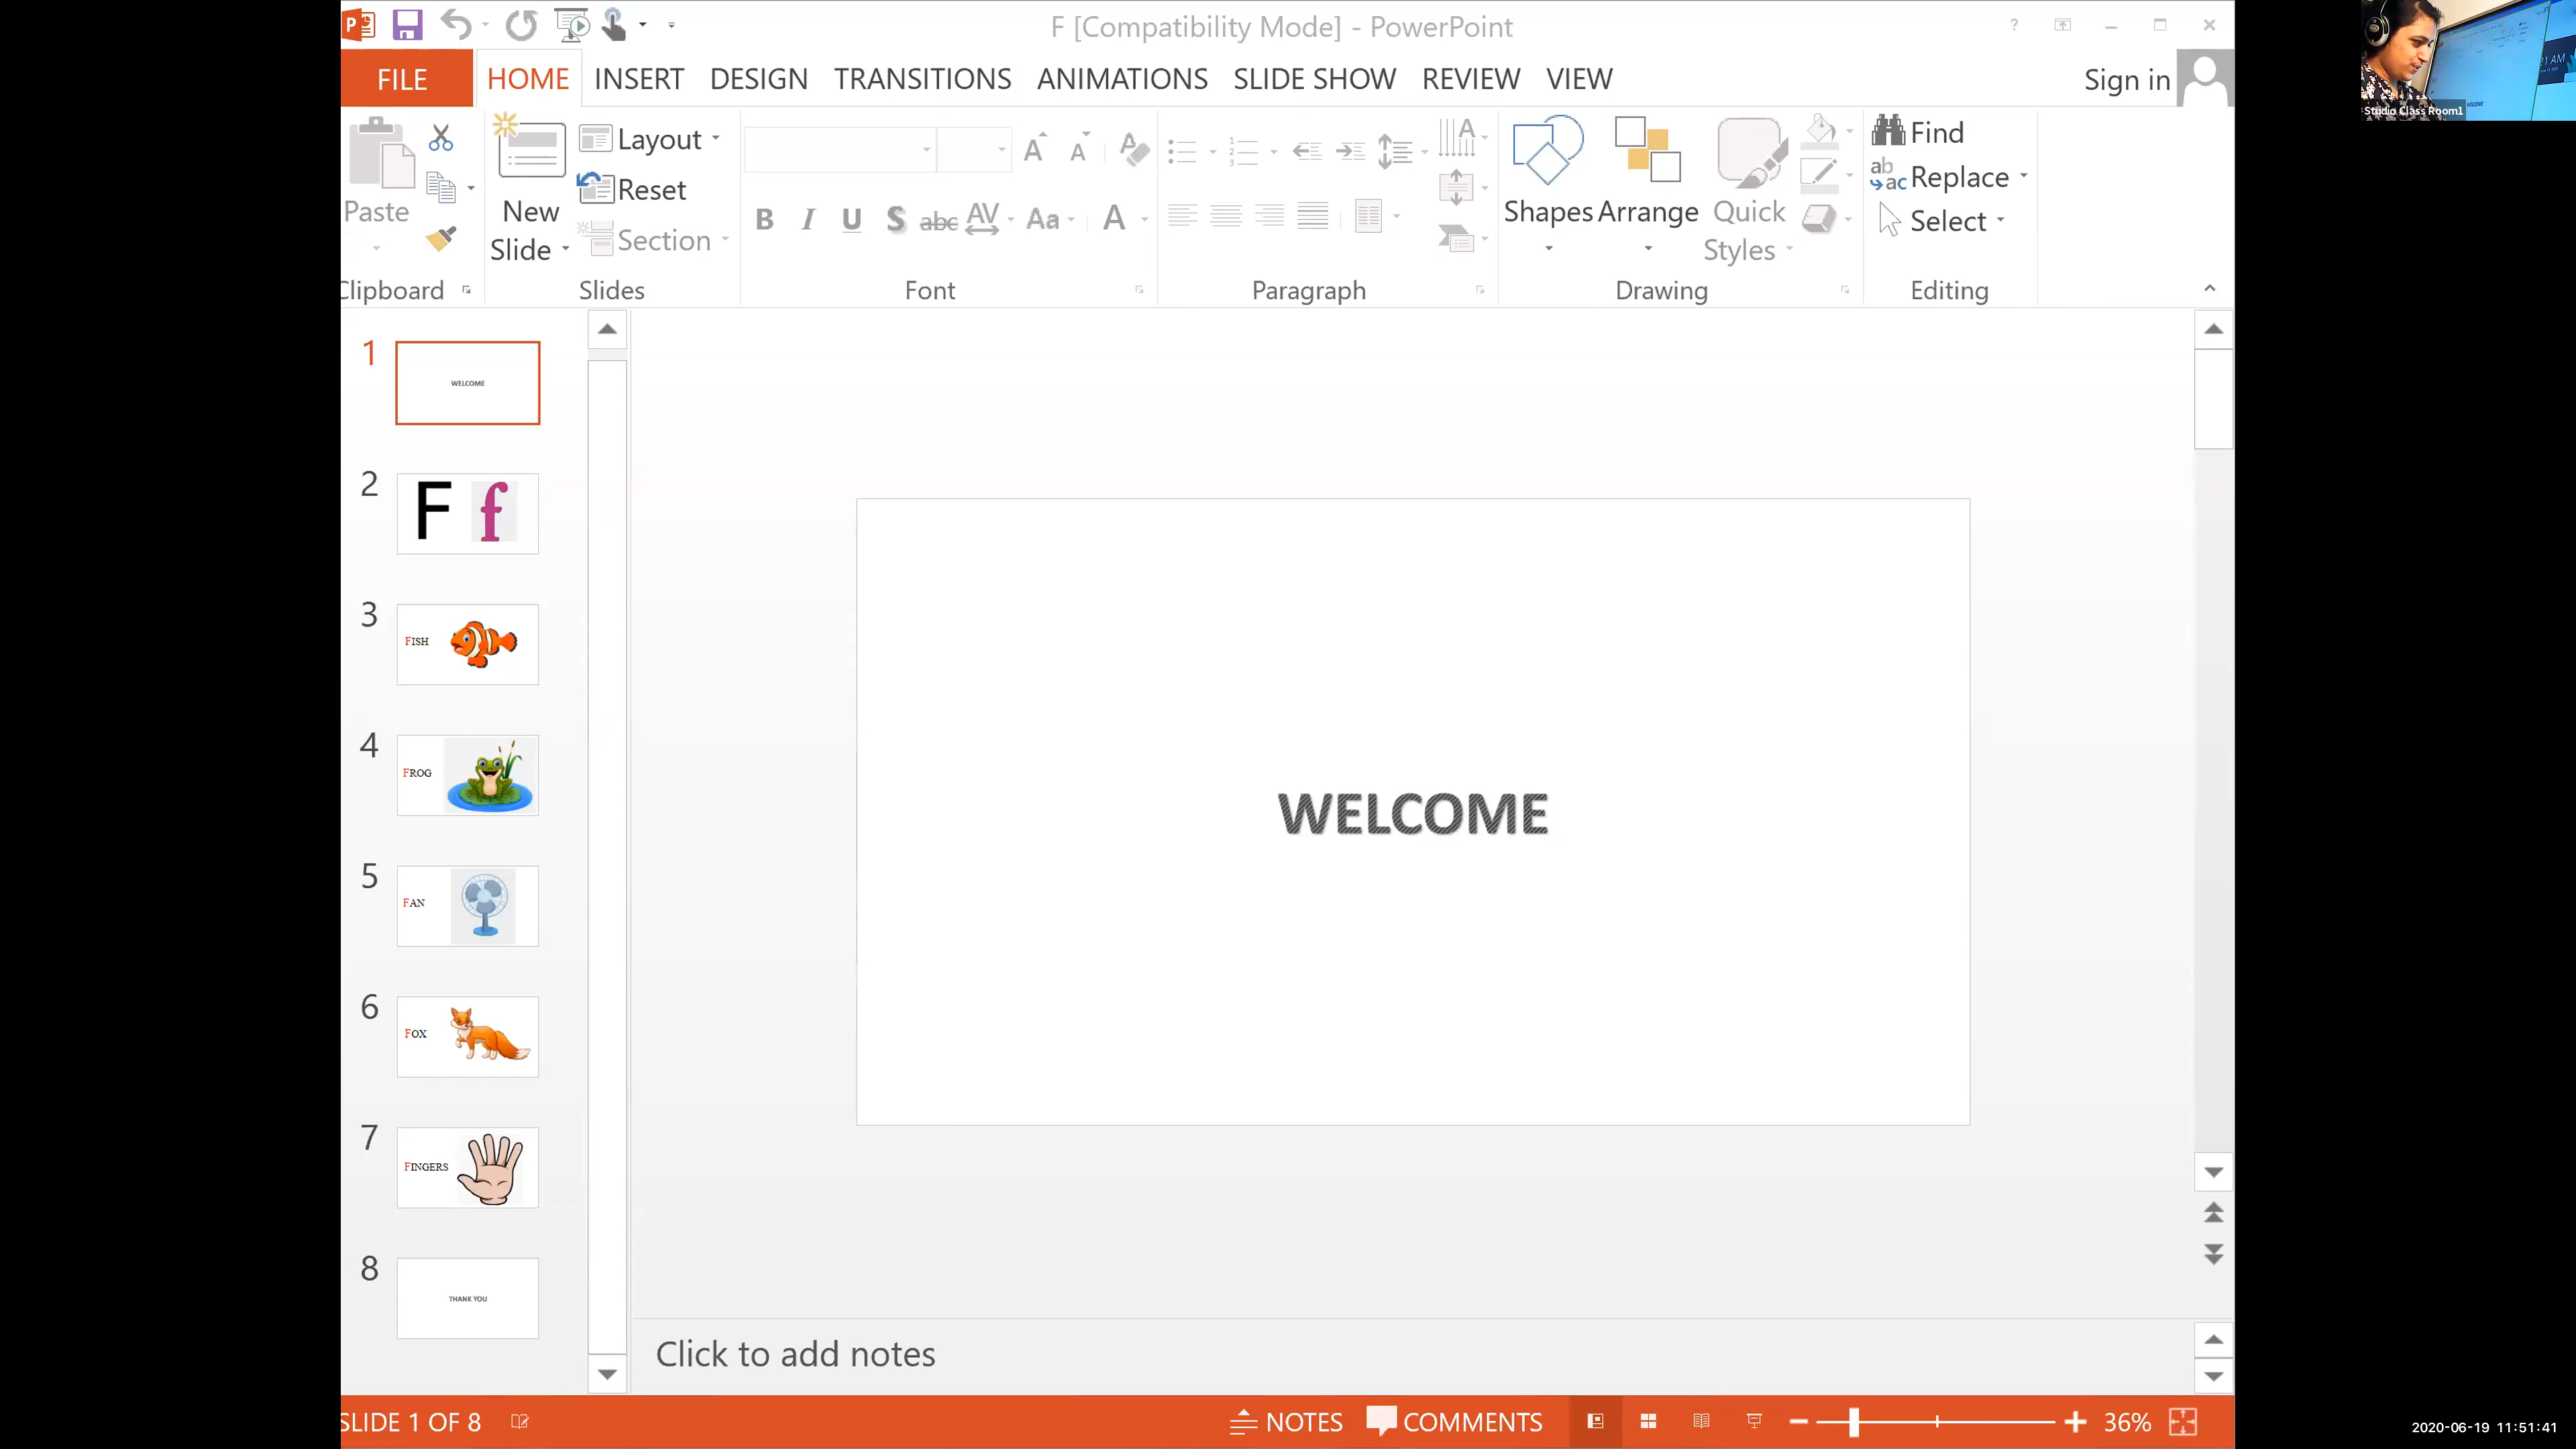 F [Compatibility Mode] - PowerPoint
FILE HOME INSERT DESIGN TRANSITIONS ANIMATIONS SLIDE SHOW REVIEW VIEW Sign in
Paste
New Slide
Layout
Reset
Section
Shapes Arrange Quick Styles
Find
Replace
Select
Clipboard Slides Font Paragraph Drawing Editing
1
WELCOME
2
F f
3
FISH
4
FROG
5
FAN
6
FOX
7
FINGERS
8
THANK YOU
WELCOME
Click to add notes
SLIDE 1 OF 8 NOTES COMMENTS 36%
Studio Class Room1
2020-06-19 11:51:41